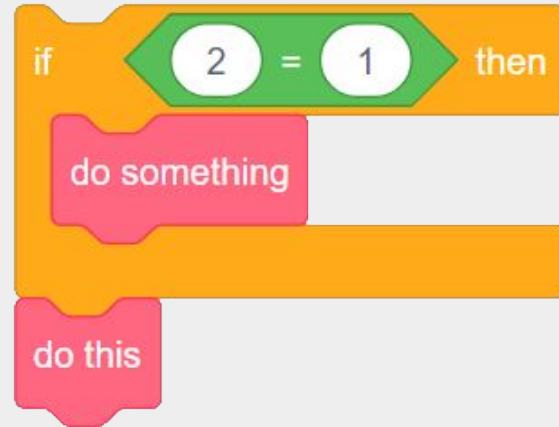 if 2 = 1 then
do something
do this